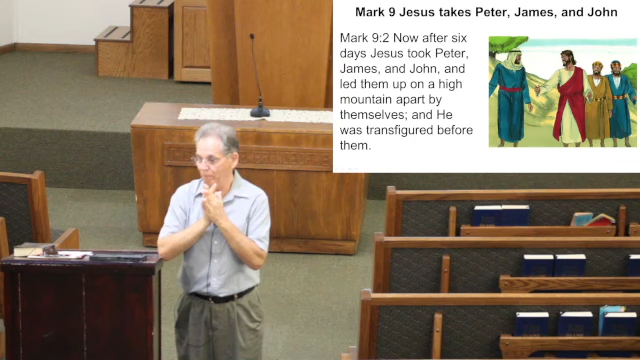 Mark 9 Jesus takes Peter, James, and John
Mark 9:2 Now after six
days Jesus took Peter,
James, and John, and
led them up on a high
mountain apart by
themselves; and He
was transfigured before
them.